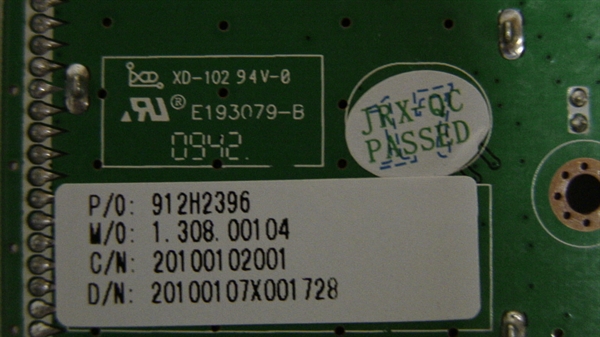 XD-102 94V-0
® E193079-B
0942
JRX-QC
PASSED
P/O: 912H2396
M/O: 1.308.00104
C/N: 20100102001
D/N: 20100107X001728